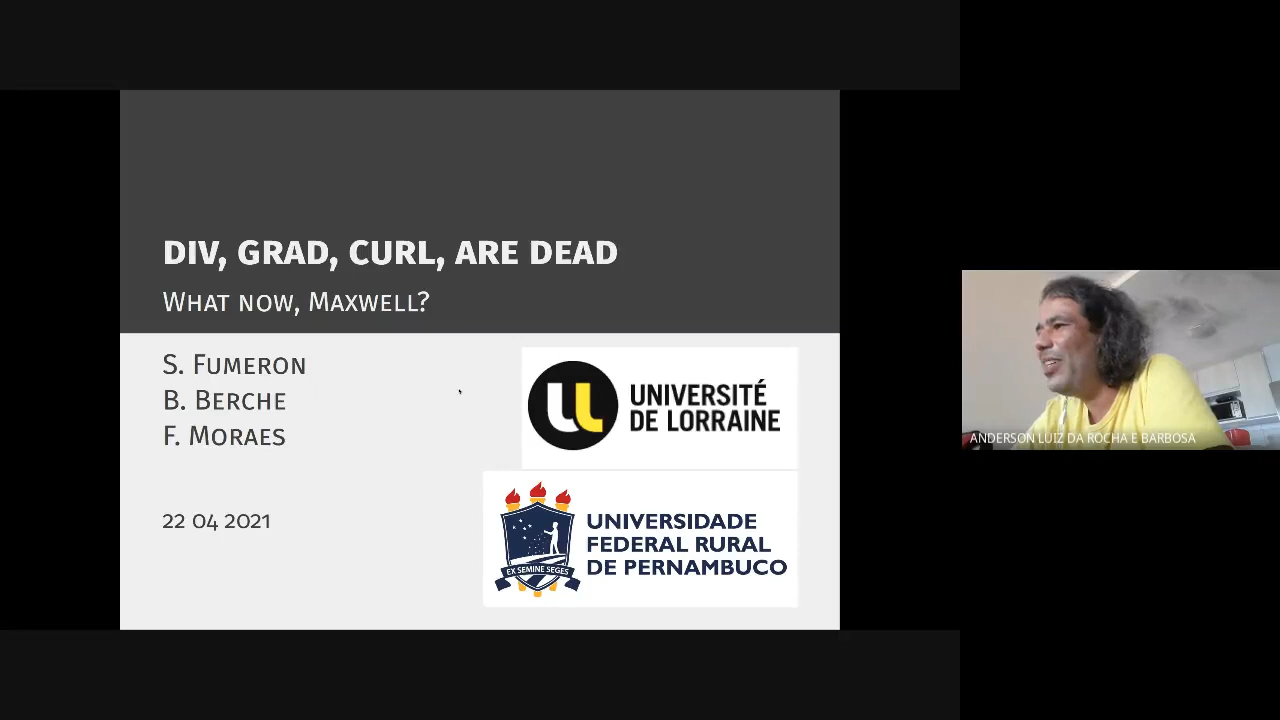 DIV, GRAD, CURL, ARE DEAD
What now, Maxwell?
S. Fumeron
B. Berche
F. Moraes
22 04 2021
UNIVERSITÉ
DE LORRAINE
EX SEMINE SEGES
UNIVERSIDADE
FEDERAL RURAL
DE PERNAMBUCO
ANDERSON LUIZ DA ROCHA E BARBOSA